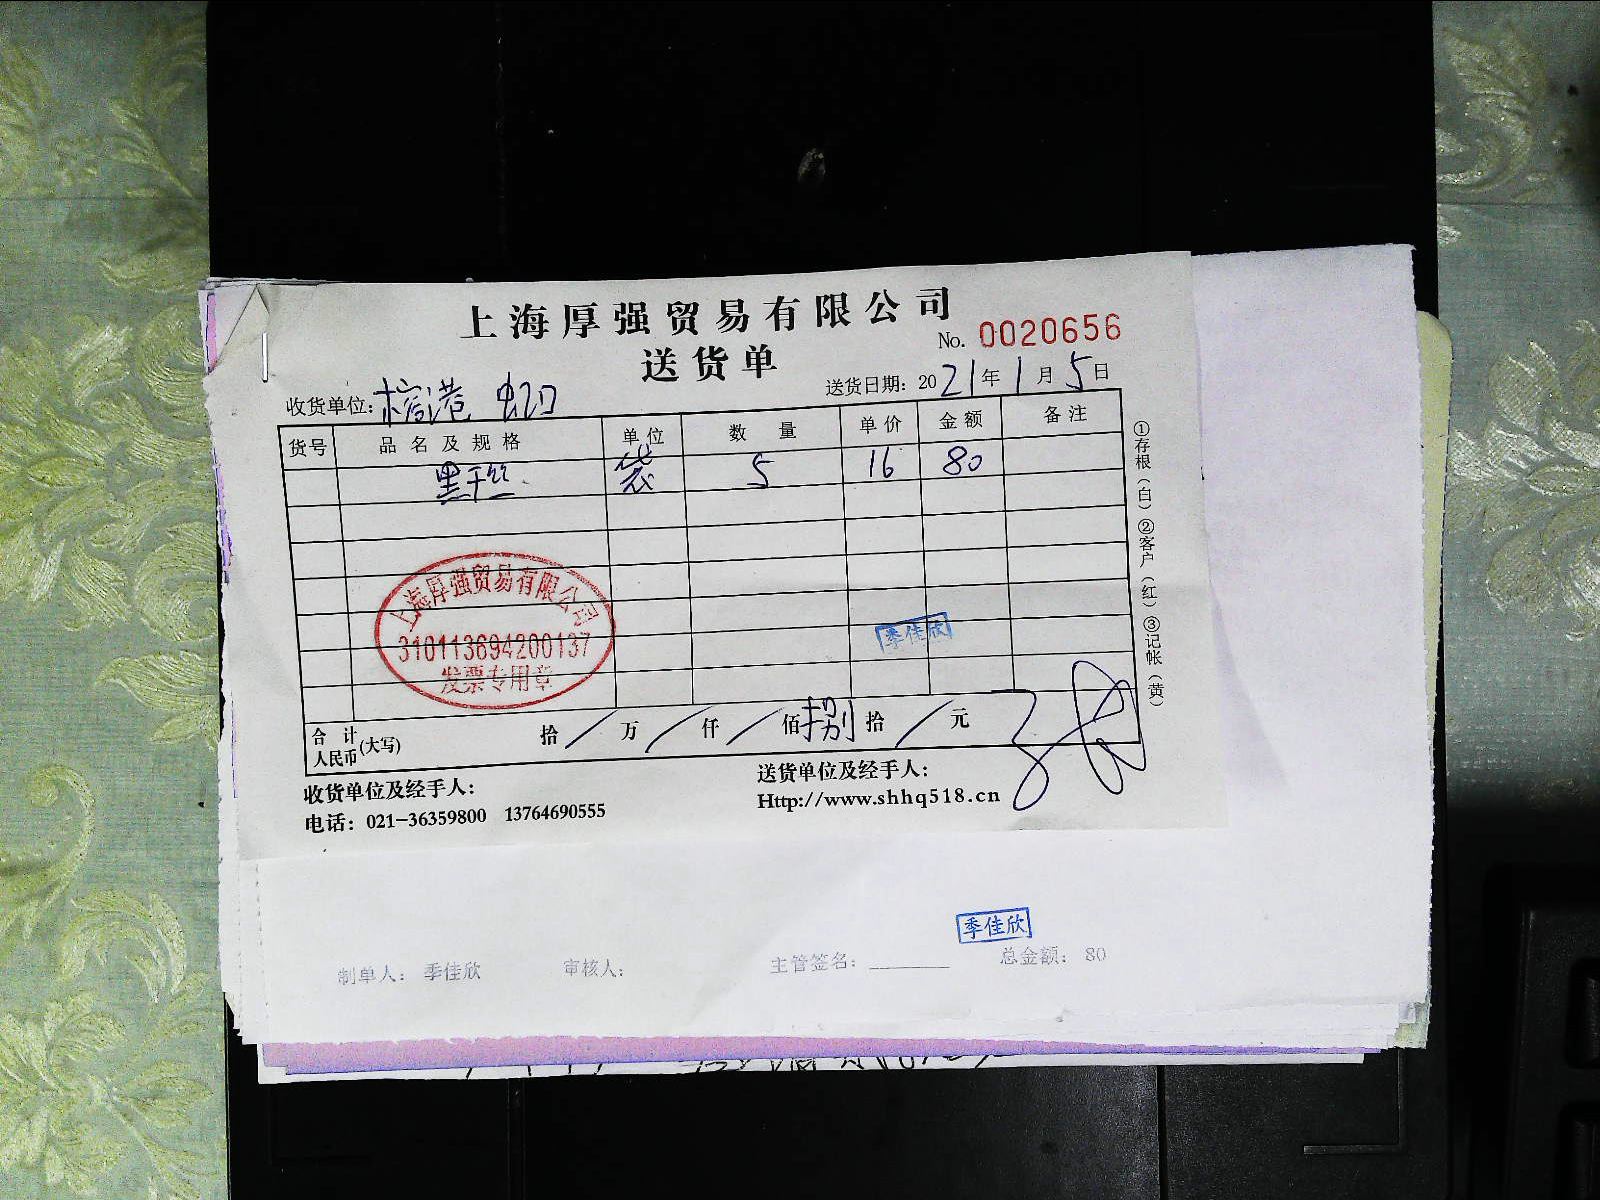 上海厚强贸易有限公司
送货单
No. 0020656
收货单位: 港 虹口
送货日期: 2021年1月5日
货号 品名及规格 单位 数量 单价 金额 备注
黑干丝 袋 5 16 80
上海厚强贸易有限公司
310113694200137
发票专用章
季佳欣
合计人民币(大写) 拾/万/仟/佰捌拾/元
①存根(白)②客户(红)③记帐(黄)
收货单位及经手人:
送货单位及经手人:
电话: 021-36359800 13764690555
Http://www.shhq518.cn
季佳欣
制单人: 季佳欣 审核人: 主管签名: ________ 总金额: 80